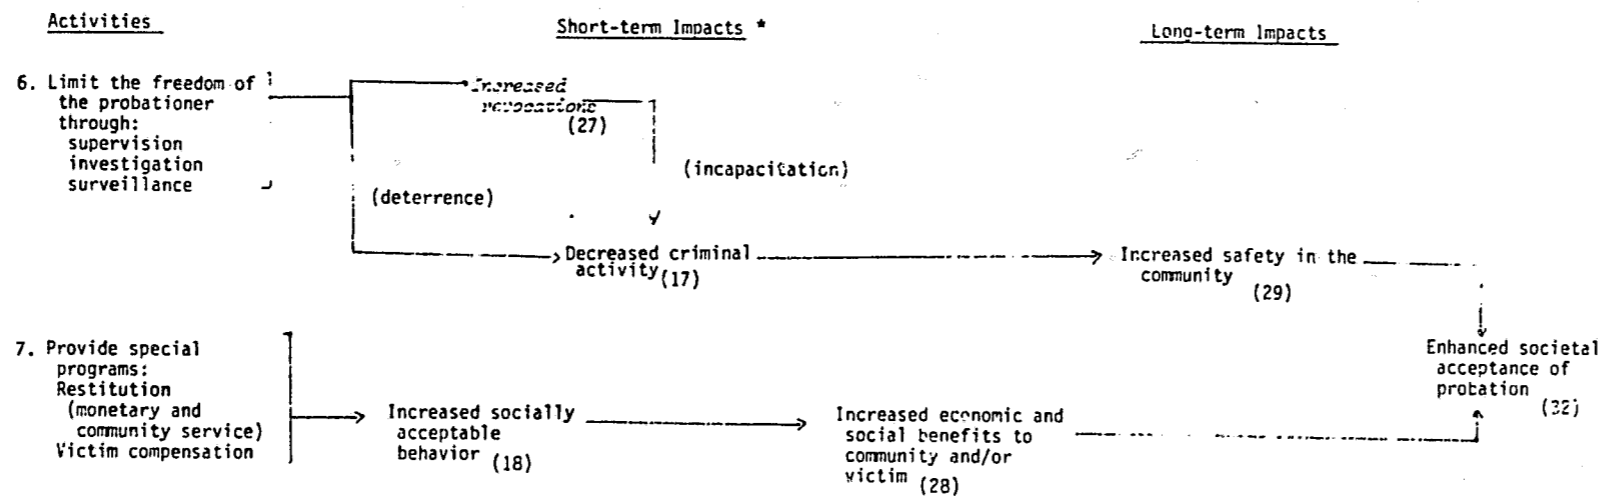 Activities
Short-term Impacts *
Long-term Impacts
6. Limit the freedom of
the probationer
through:
supervision
investigation
surveillance
Increased
revocations
(27)
(incapacitation)
(deterrence)
Decreased criminal
activity (17)
Increased safety in the
community
(29)
7. Provide special
programs:
Restitution
(monetary and
community service)
Victim compensation
Increased socially
acceptable
behavior (18)
Increased economic and
social benefits to
community and/or
victim (28)
Enhanced societal
acceptance of
probation
(32)